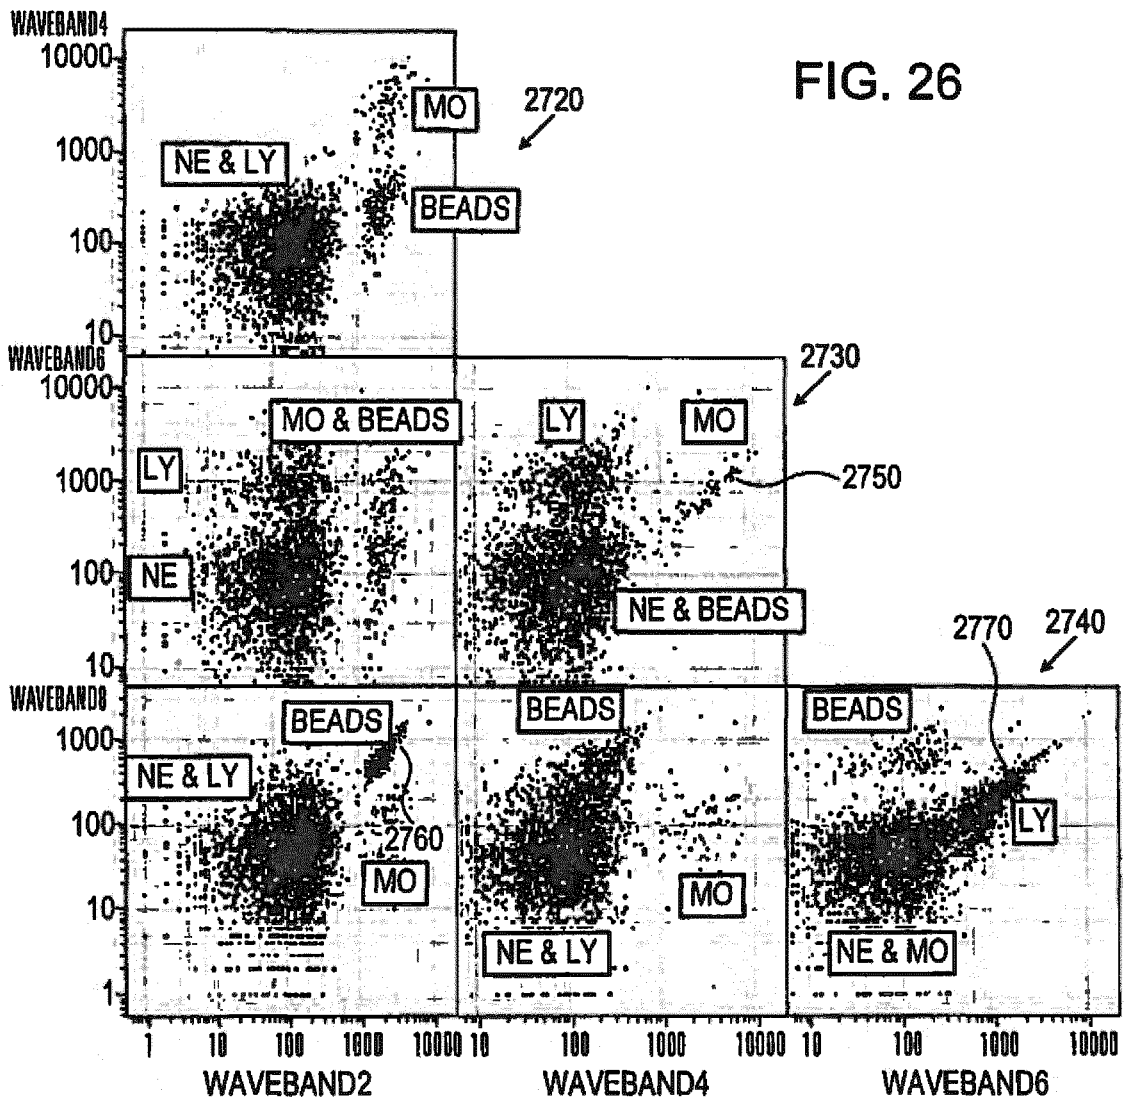 WAVEBAND4
10000
FIG. 26
MO
2720
1000
NE & LY
BEADS
100
10
WAVEBAND6
2730
10000
MO & BEADS
LY
MO
LY
1000
2750
100
NE
NE & BEADS
2770
2740
10
WAVEBAND8
BEADS
BEADS
BEADS
1000
NE & LY
100
2760
LY
MO
MO
10
NE & LY
NE & MO
1
1 10 100 1000 10000 10 100 1000 10000 10 100 1000 10000
WAVEBAND2 WAVEBAND4 WAVEBAND6